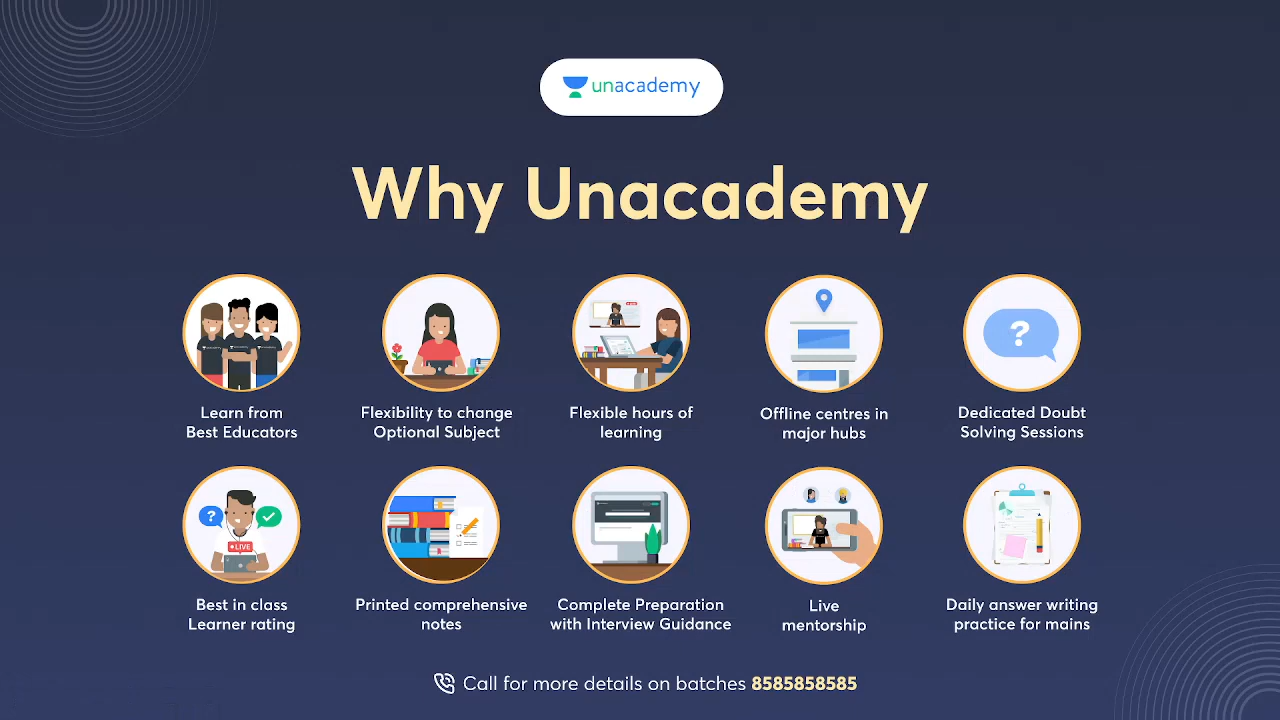 unacademy
Why Unacademy
Learn from
Best Educators
Flexibility to change
Optional Subject
Flexible hours of
learning
Offline centres in
major hubs
?
Dedicated Doubt
Solving Sessions
?
LIVE
Best in class
Learner rating
Printed comprehensive
notes
Complete Preparation
with Interview Guidance
Live
mentorship
Daily answer writing
practice for mains
Call for more details on batches 8585858585